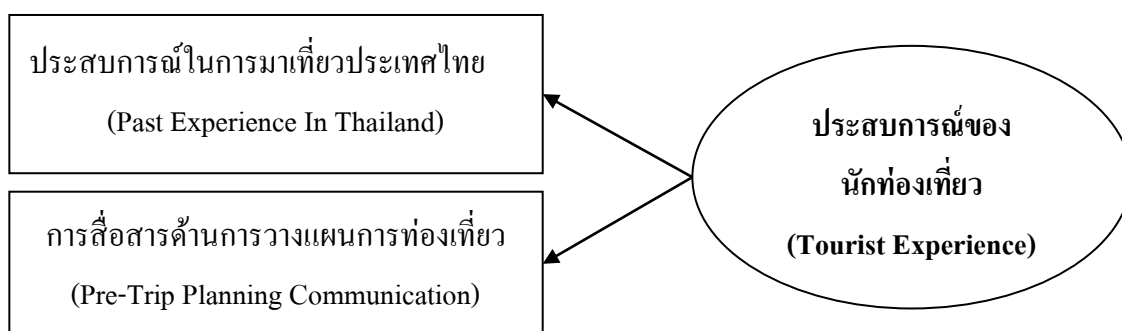 ประสบการณ์ในการมาเที่ยวประเทศไทย
(Past Experience In Thailand)
การสื่อสารด้านการวางแผนการท่องเที่ยว
(Pre-Trip Planning Communication)
ประสบการณ์ของ
นักท่องเที่ยว
(Tourist Experience)